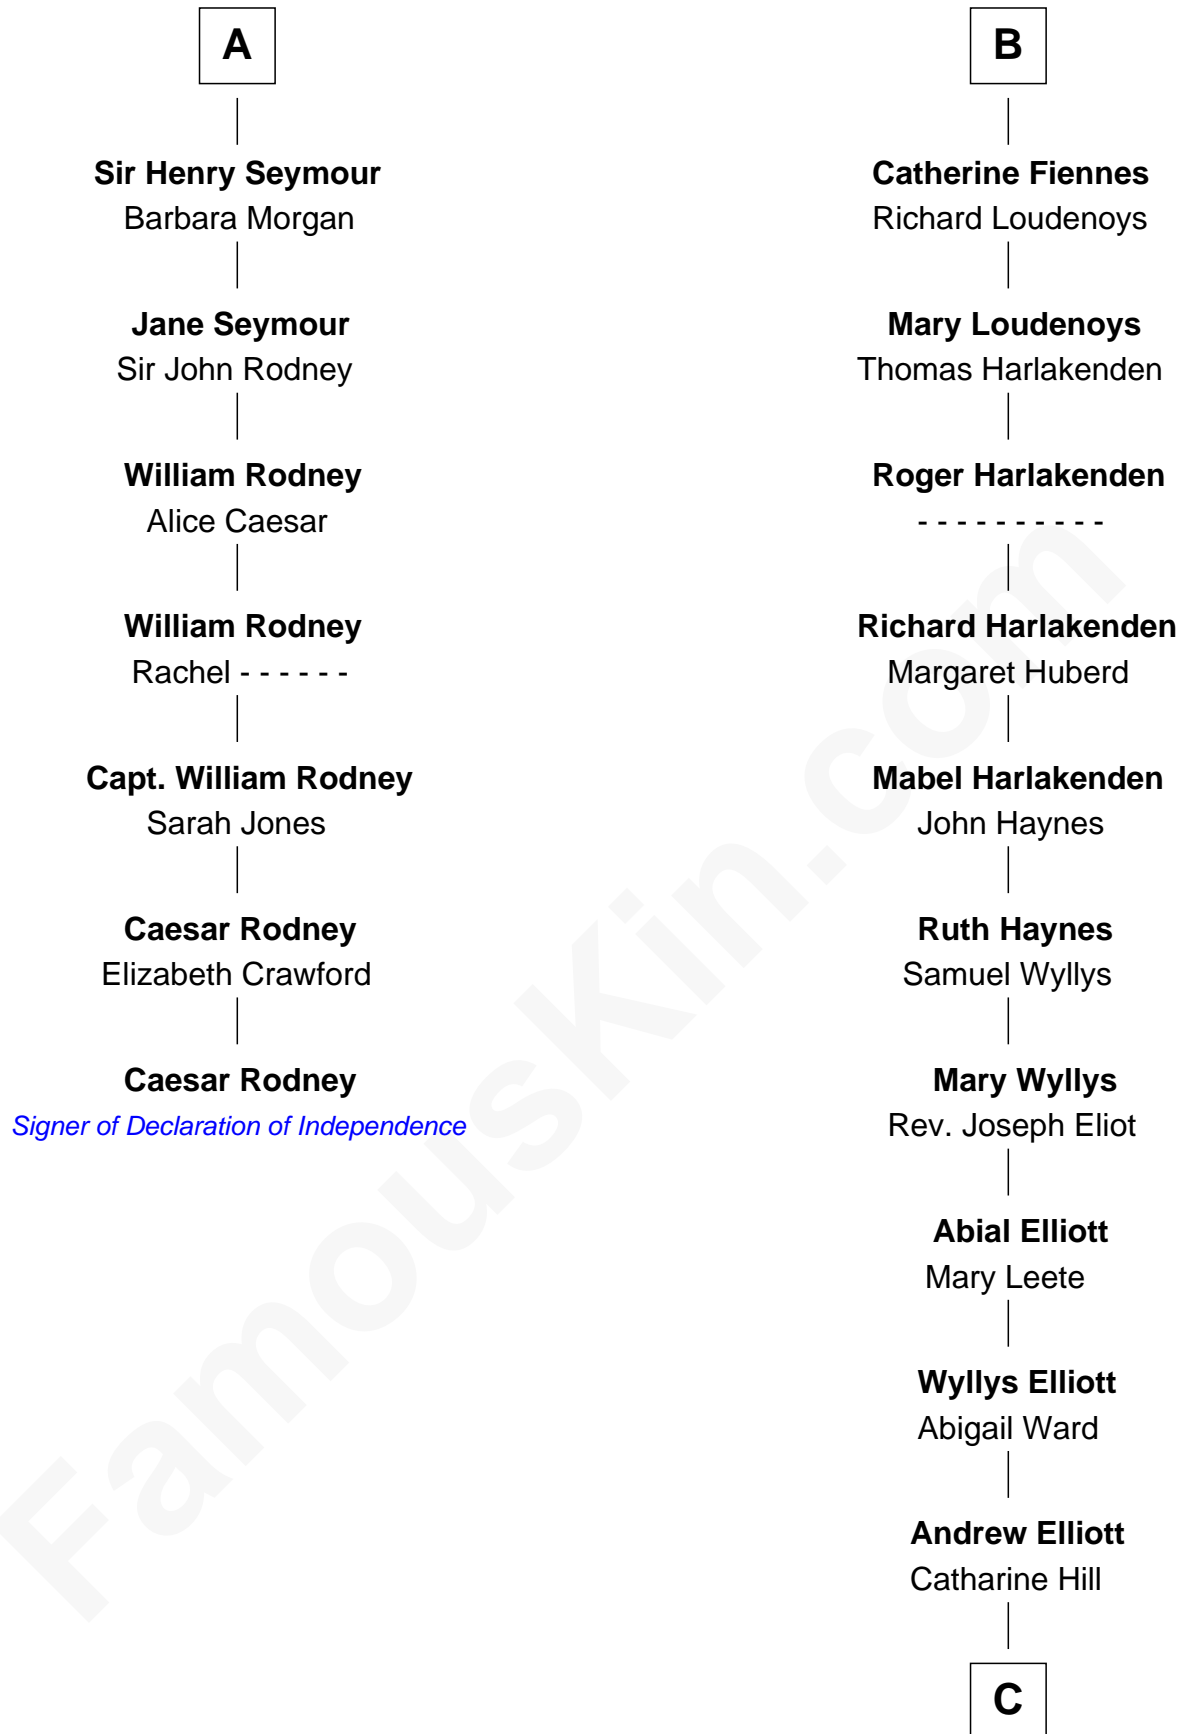 A
Sir Henry Seymour
Barbara Morgan
Jane Seymour
Sir John Rodney
William Rodney
Alice Caesar
William Rodney
Rachel - - - - - -
Capt. William Rodney
Sarah Jones
Caesar Rodney
Elizabeth Crawford
Caesar Rodney
Signer of Declaration of Independence
B
Catherine Fiennes
Richard Loudenoys
Mary Loudenoys
Thomas Harlakenden
Roger Harlakenden
- - - - - - - - - -
Richard Harlakenden
Margaret Huberd
Mabel Harlakenden
John Haynes
Ruth Haynes
Samuel Wyllys
Mary Wyllys
Rev. Joseph Eliot
Abial Elliott
Mary Leete
Wyllys Elliott
Abigail Ward
Andrew Elliott
Catharine Hill
C
FamousKin.com